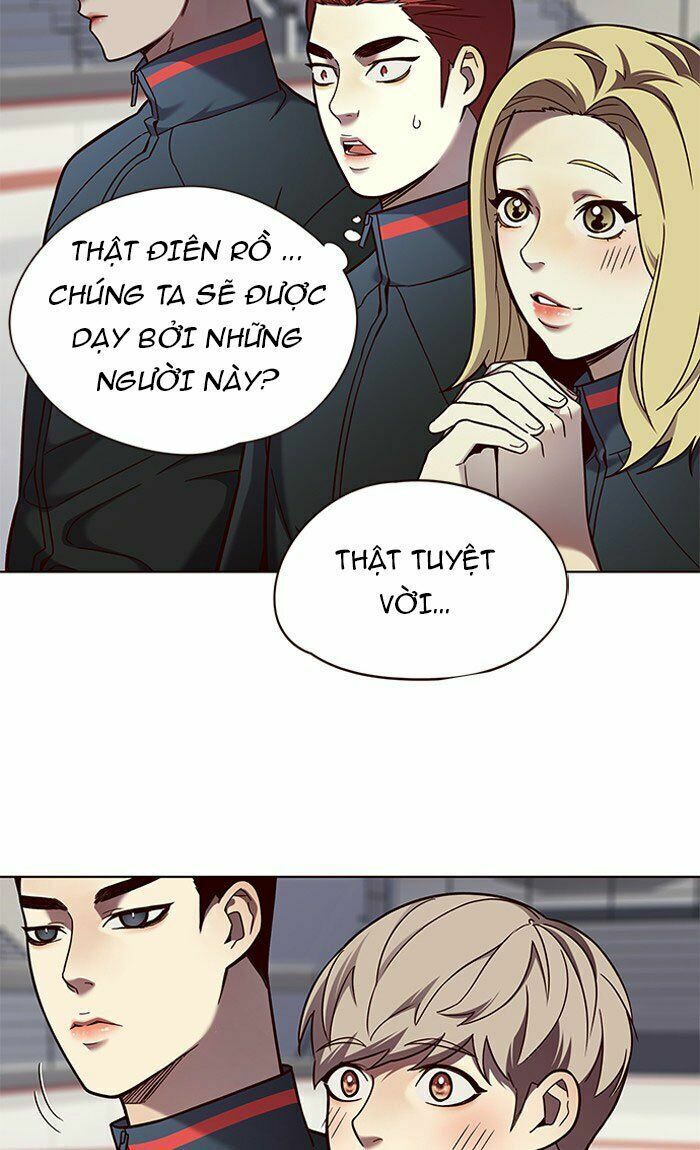 THẬT ĐIÊN RỒ ...
CHÚNG TA SẼ ĐƯỢC
DẠY BỞI NHỮNG
NGƯỜI NÀY?
THẬT TUYỆT
VỜI...